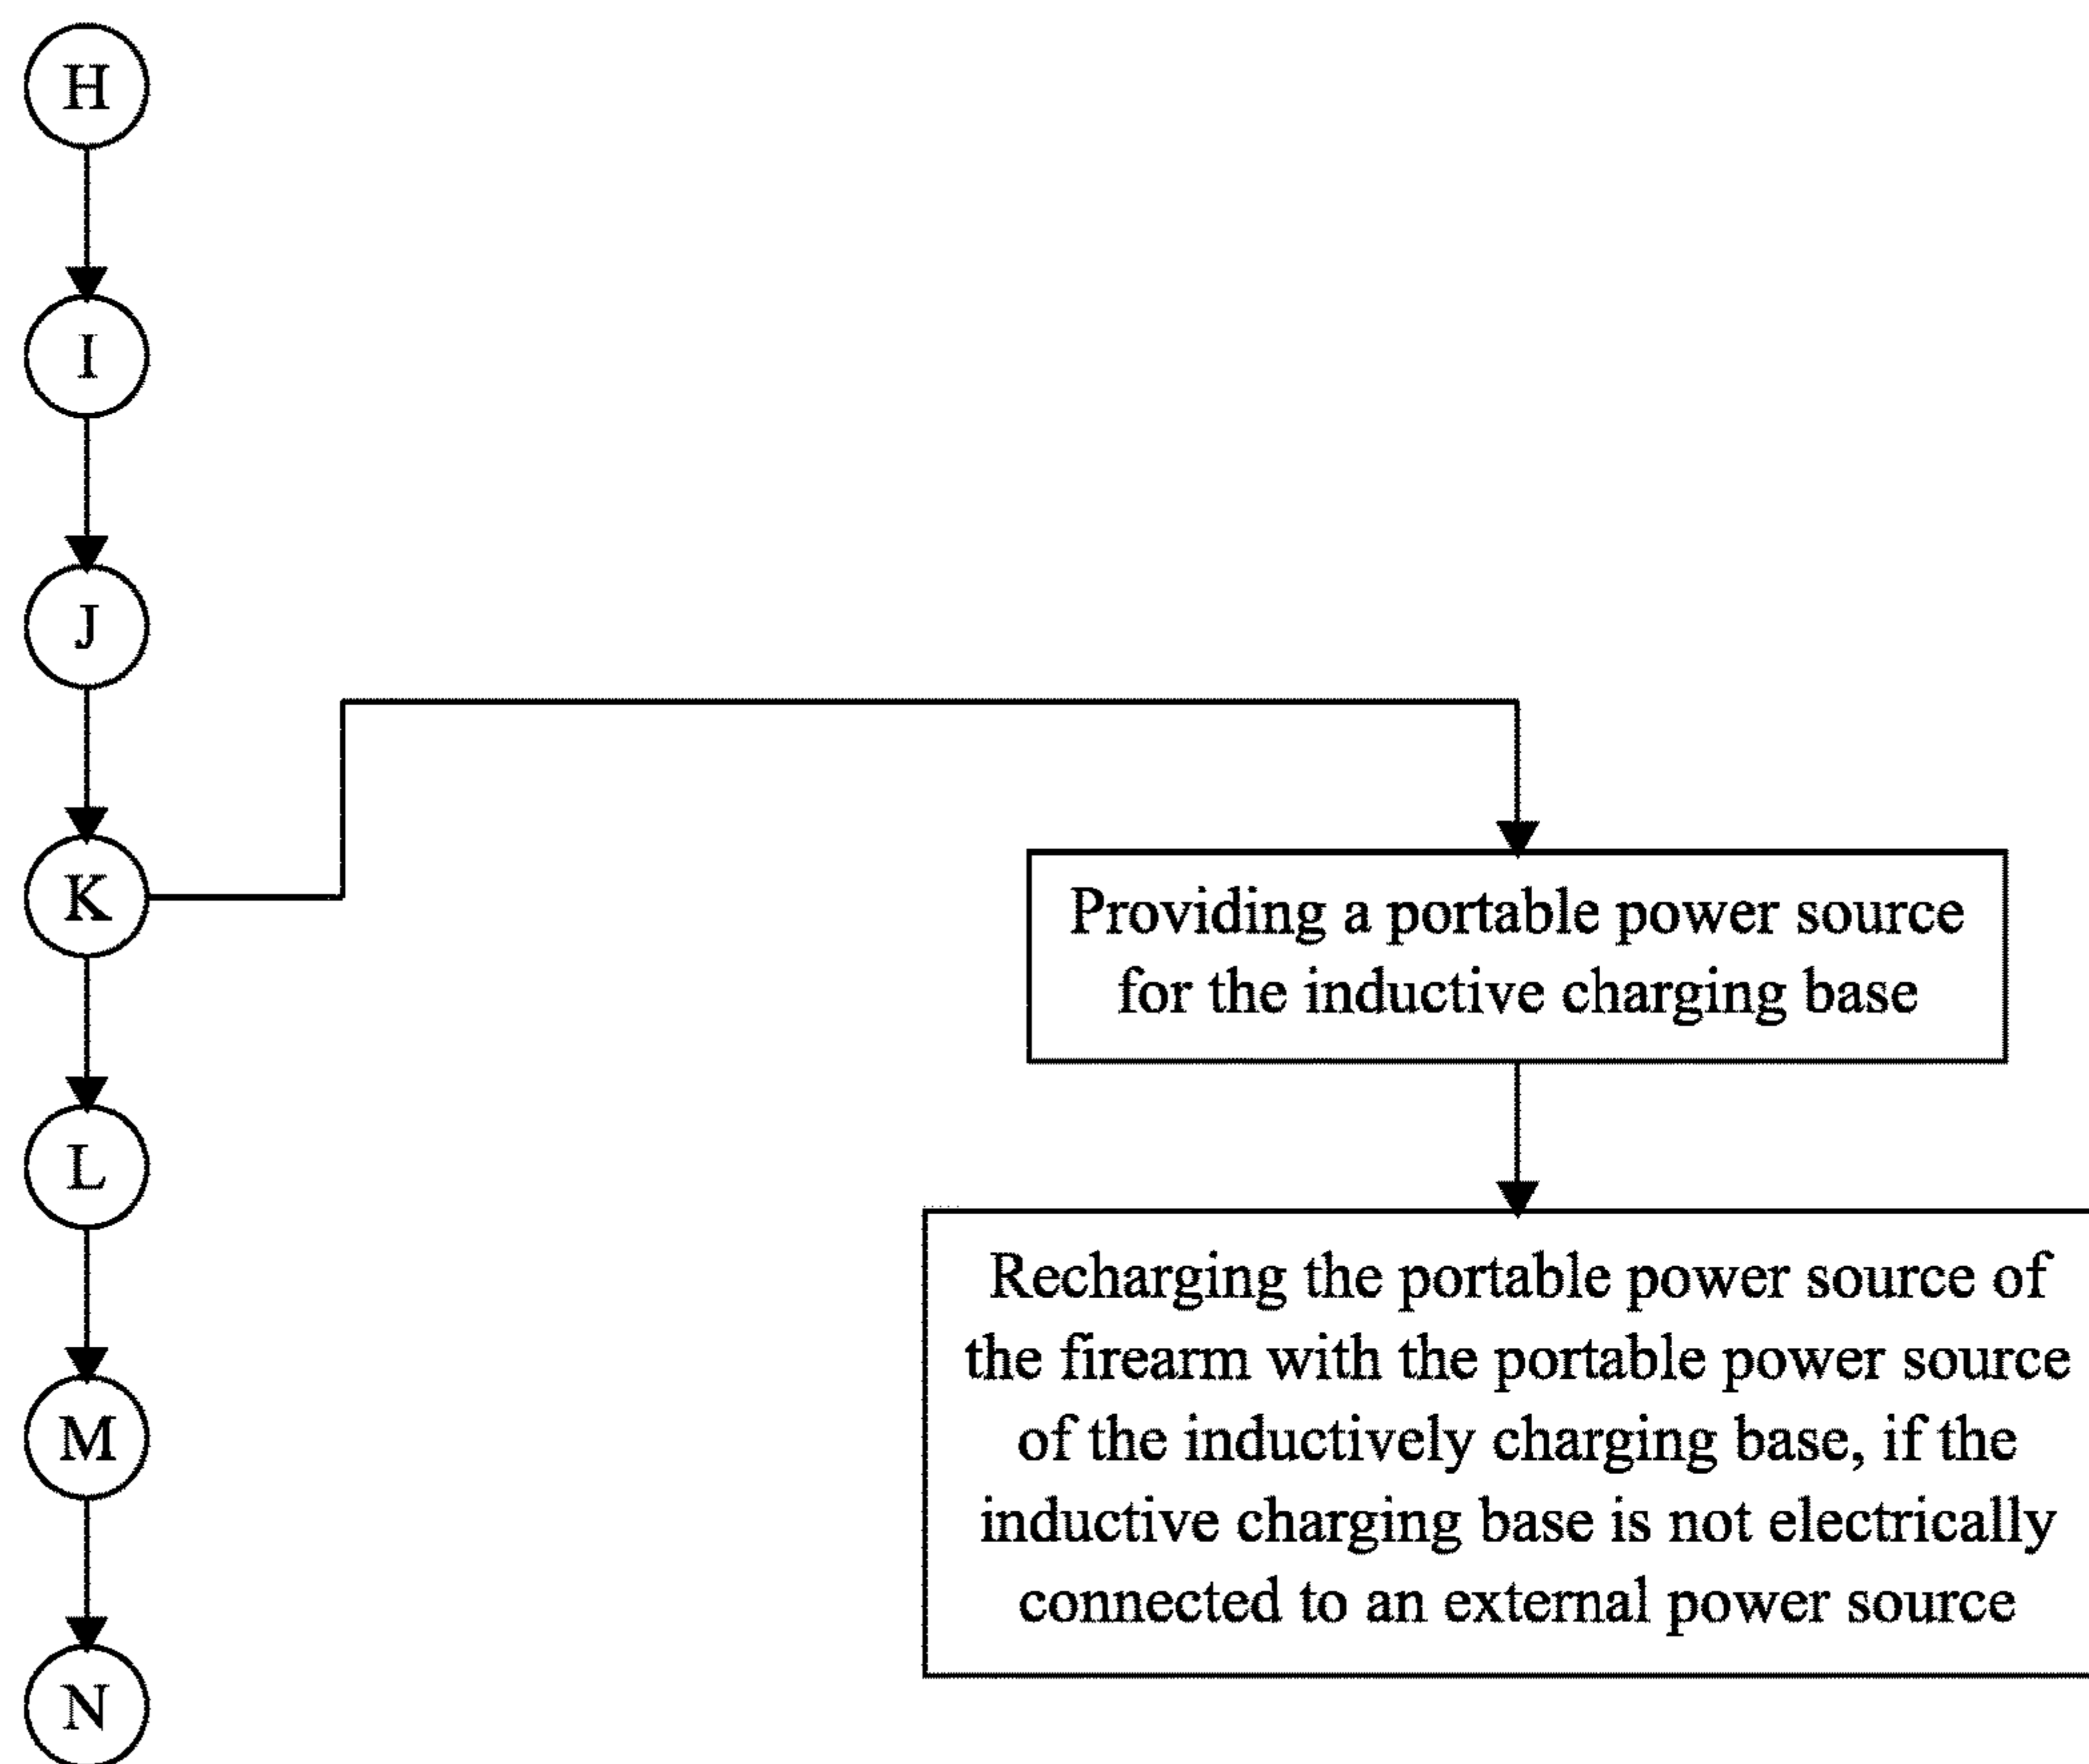 H
I
J
K
Providing a portable power source
for the inductive charging base
L
Recharging the portable power source of
the firearm with the portable power source
of the inductively charging base, if the
inductive charging base is not electrically
connected to an external power source
M
N